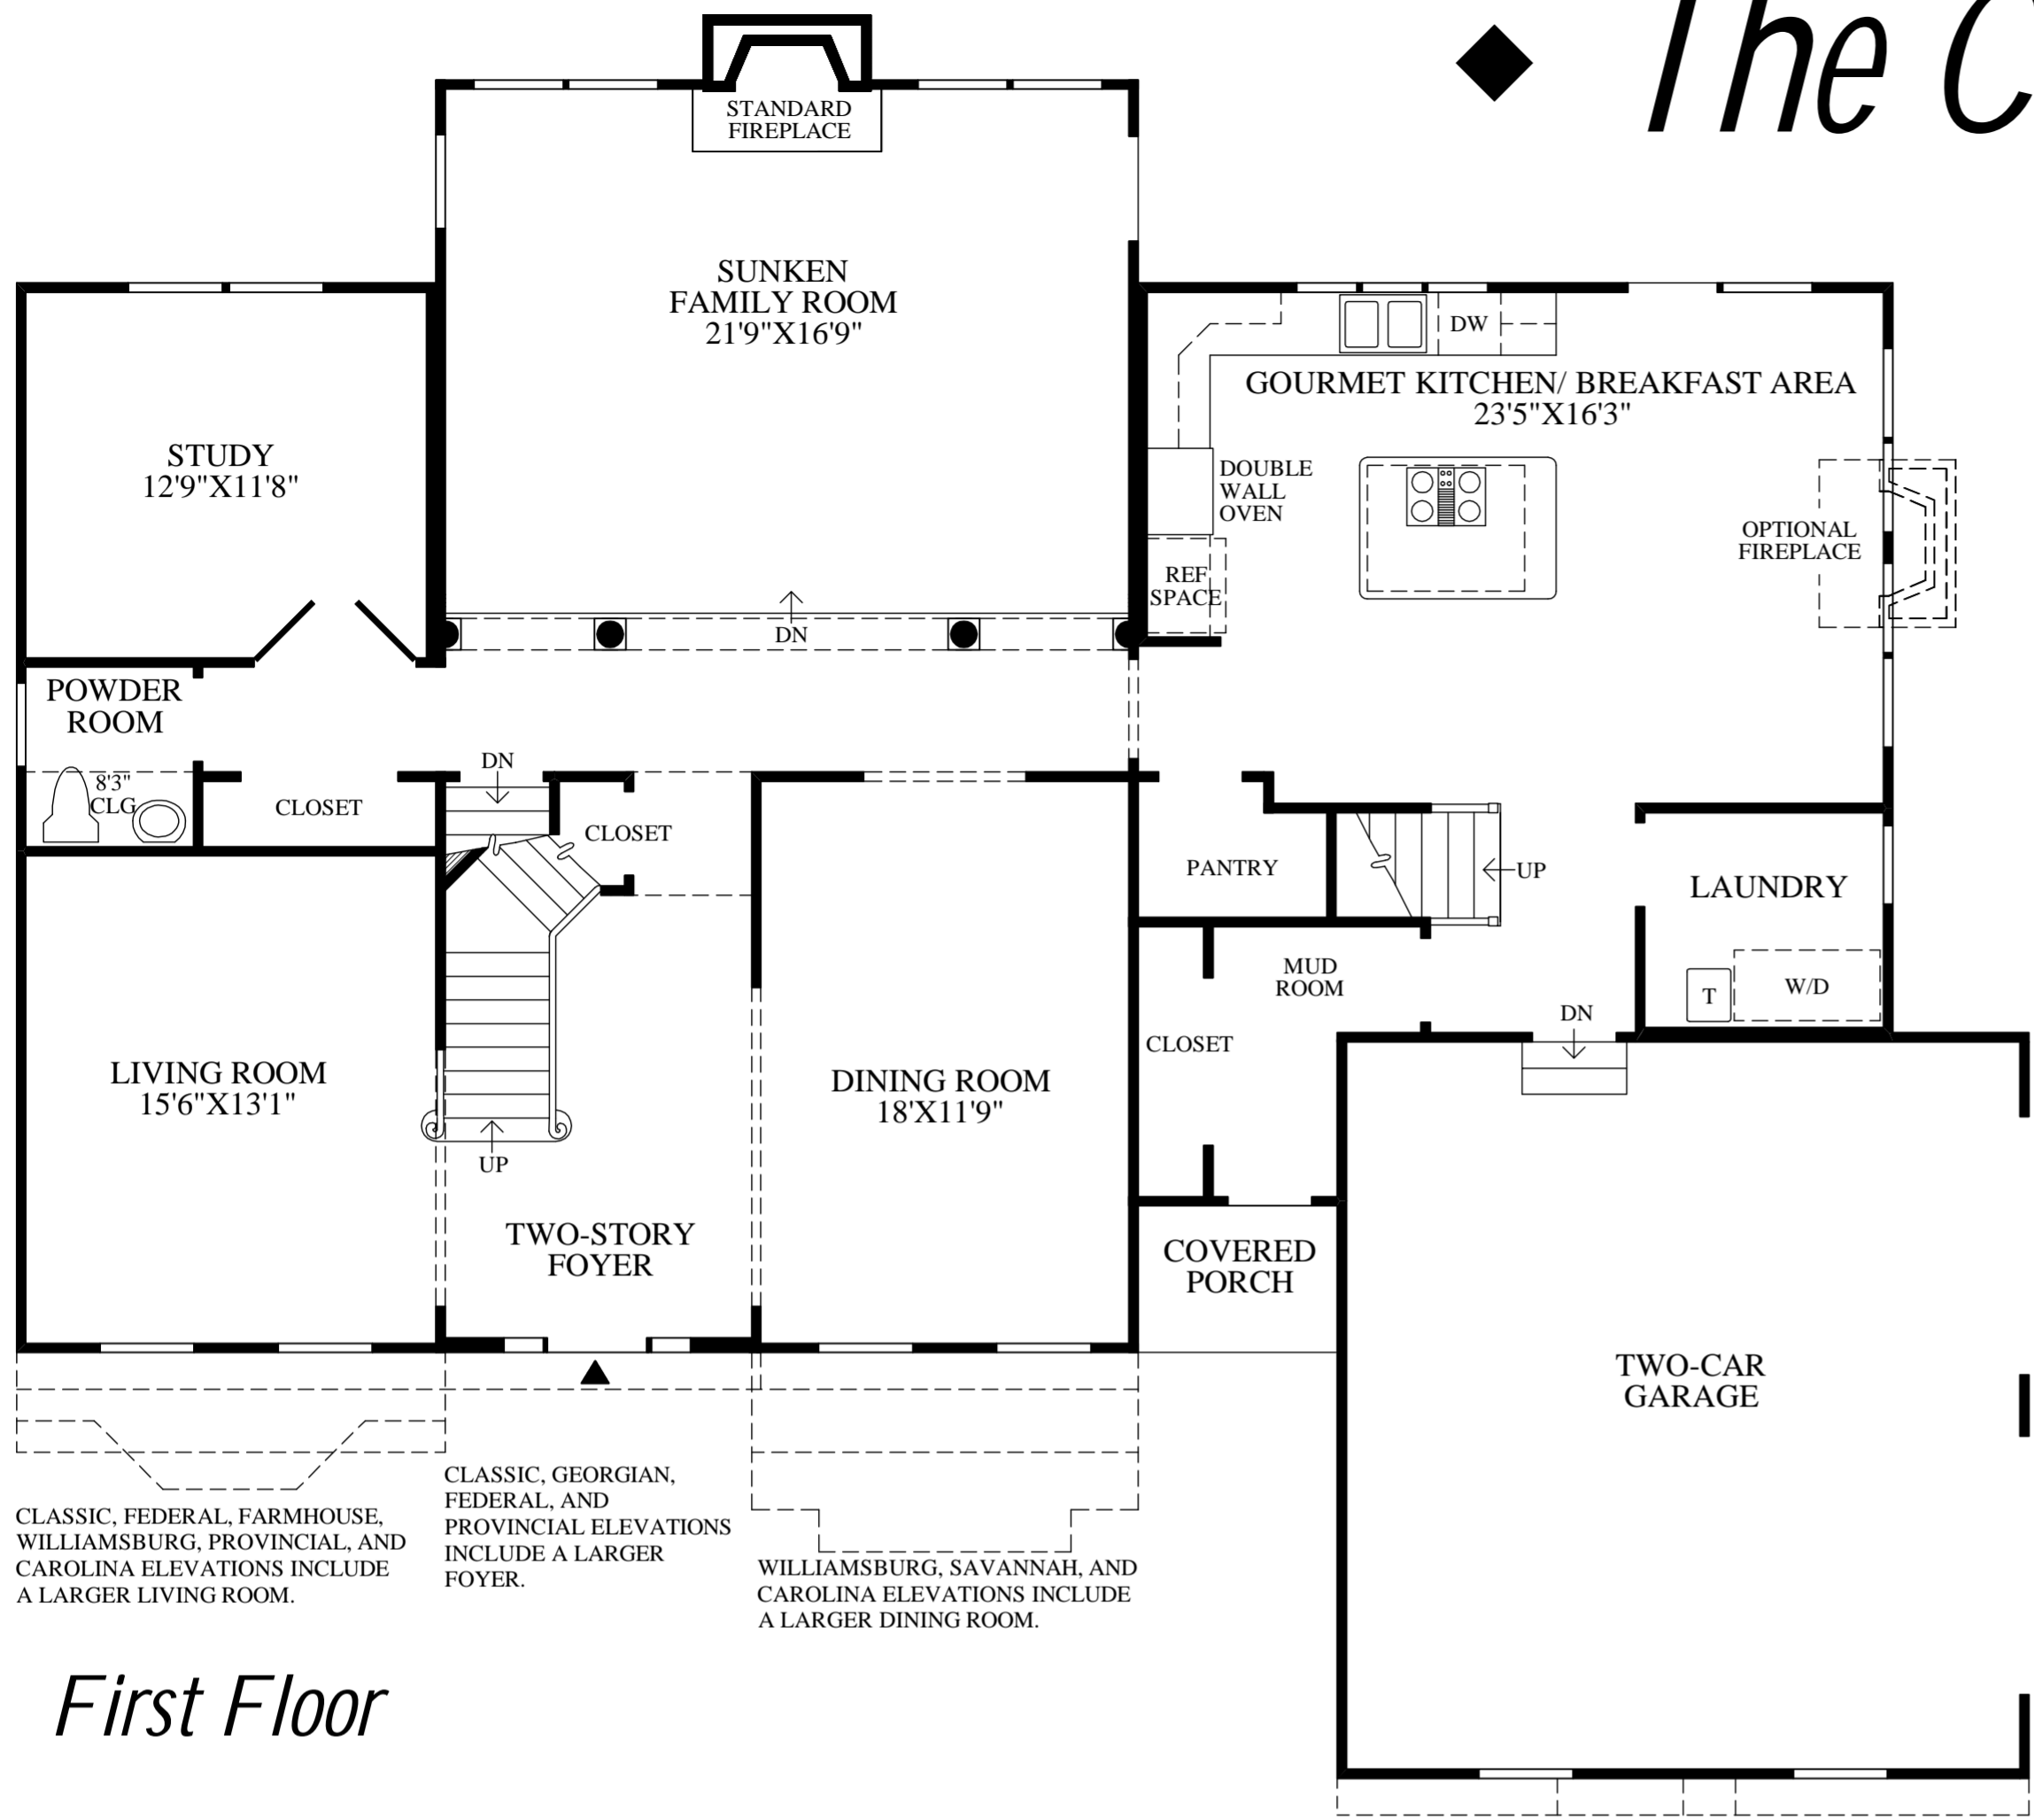 The C
STANDARD
FIREPLACE
SUNKEN
FAMILY ROOM
21'9"X16'9"
DW
GOURMET KITCHEN/ BREAKFAST AREA
23'5"X16'3"
STUDY
12'9"X11'8"
DOUBLE
WALL
OVEN
OPTIONAL
FIREPLACE
REF
SPACE
DN
POWDER
ROOM
8'3"
CLG
CLOSET
DN
CLOSET
PANTRY
UP
LAUNDRY
MUD
ROOM
T
W/D
DN
CLOSET
LIVING ROOM
15'6"X13'1"
DINING ROOM
18'X11'9"
UP
TWO-STORY
FOYER
COVERED
PORCH
TWO-CAR
GARAGE
CLASSIC, FEDERAL, FARMHOUSE,
WILLIAMSBURG, PROVINCIAL, AND
CAROLINA ELEVATIONS INCLUDE
A LARGER LIVING ROOM.
CLASSIC, GEORGIAN,
FEDERAL, AND
PROVINCIAL ELEVATIONS
INCLUDE A LARGER
FOYER.
WILLIAMSBURG, SAVANNAH, AND
CAROLINA ELEVATIONS INCLUDE
A LARGER DINING ROOM.
First Floor